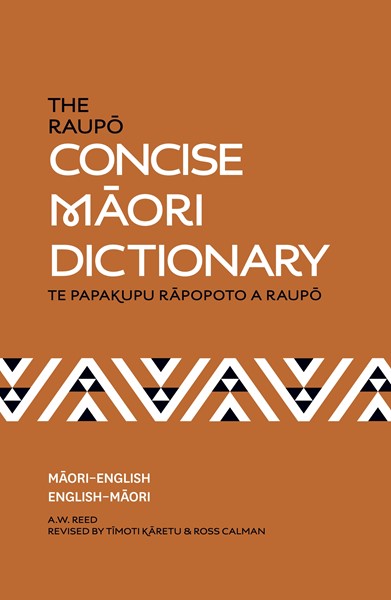 THE
RAUPŌ
CONCISE
MĀORI
DICTIONARY
TE PAPAKUPU RĀPOPOTO A RAUPŌ
MĀORI–ENGLISH
ENGLISH–MĀORI
A.W. REED
REVISED BY TĪMOTI KĀRETU & ROSS CALMAN